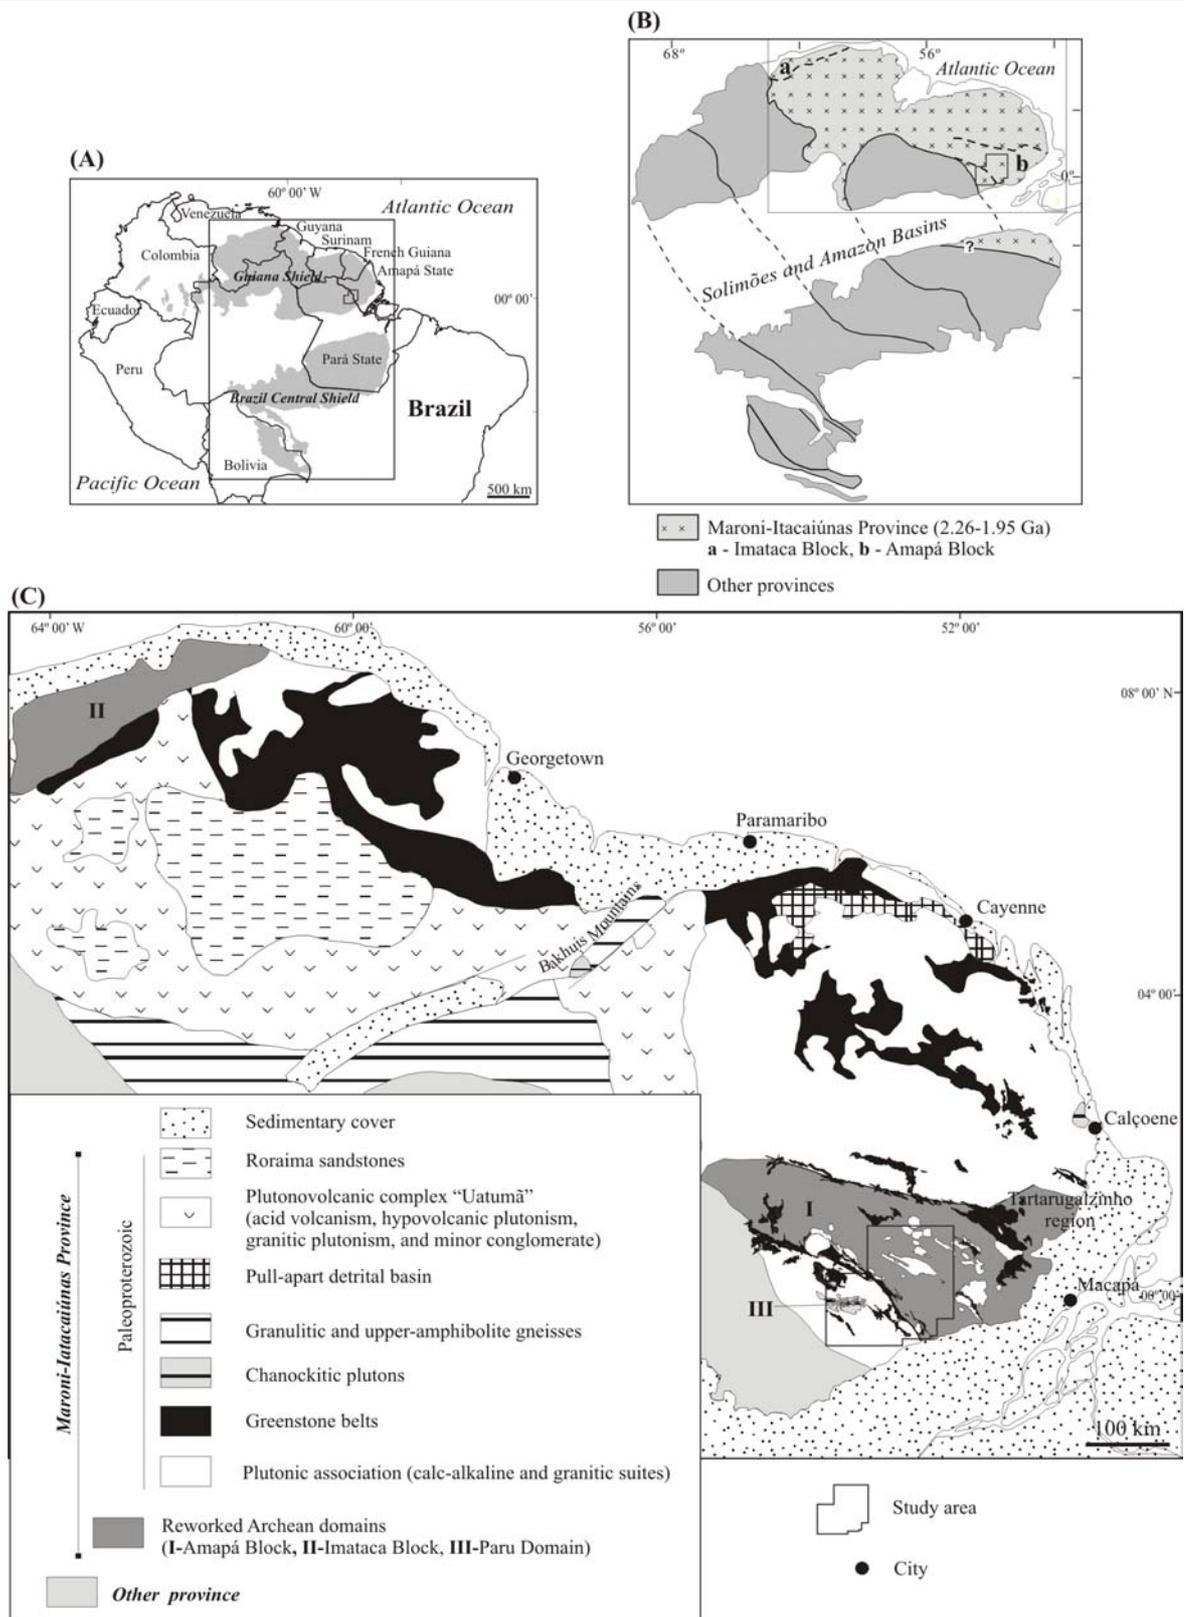 (A)
60° 00' W
Atlantic Ocean
Venezuela
Guyana
Surinam
French Guiana
Amapá State
Colombia
Guiana Shield
00° 00'
Ecuador
Peru
Pará State
Brazil Central Shield
Brazil
Bolivia
Pacific Ocean
500 km
(B)
68°
56°
a
Atlantic Ocean
b
0°
Solimões and Amazon Basins
?
Maroni-Itacaiúnas Province (2.26-1.95 Ga)
a - Imataca Block, b - Amapá Block
Other provinces
(C)
64° 00' W
60° 00'
56° 00'
52° 00'
08° 00' N
II
Georgetown
Paramaribo
Bakhuis Mountains
Cayenne
04° 00'
Calçoene
Tartarugalzinho
region
I
Macapá
00° 00'
III
100 km
Sedimentary cover
Roraima sandstones
Plutonovolcanic complex “Uatumã”
(acid volcanism, hypovolcanic plutonism,
granitic plutonism, and minor conglomerate)
Pull-apart detrital basin
Granulitic and upper-amphibolite gneisses
Chanockitic plutons
Greenstone belts
Plutonic association (calc-alkaline and granitic suites)
Paleoproterozoic
Maroni-Iatacaiúnas Province
Reworked Archean domains
(I-Amapá Block, II-Imataca Block, III-Paru Domain)
Other province
Study area
City